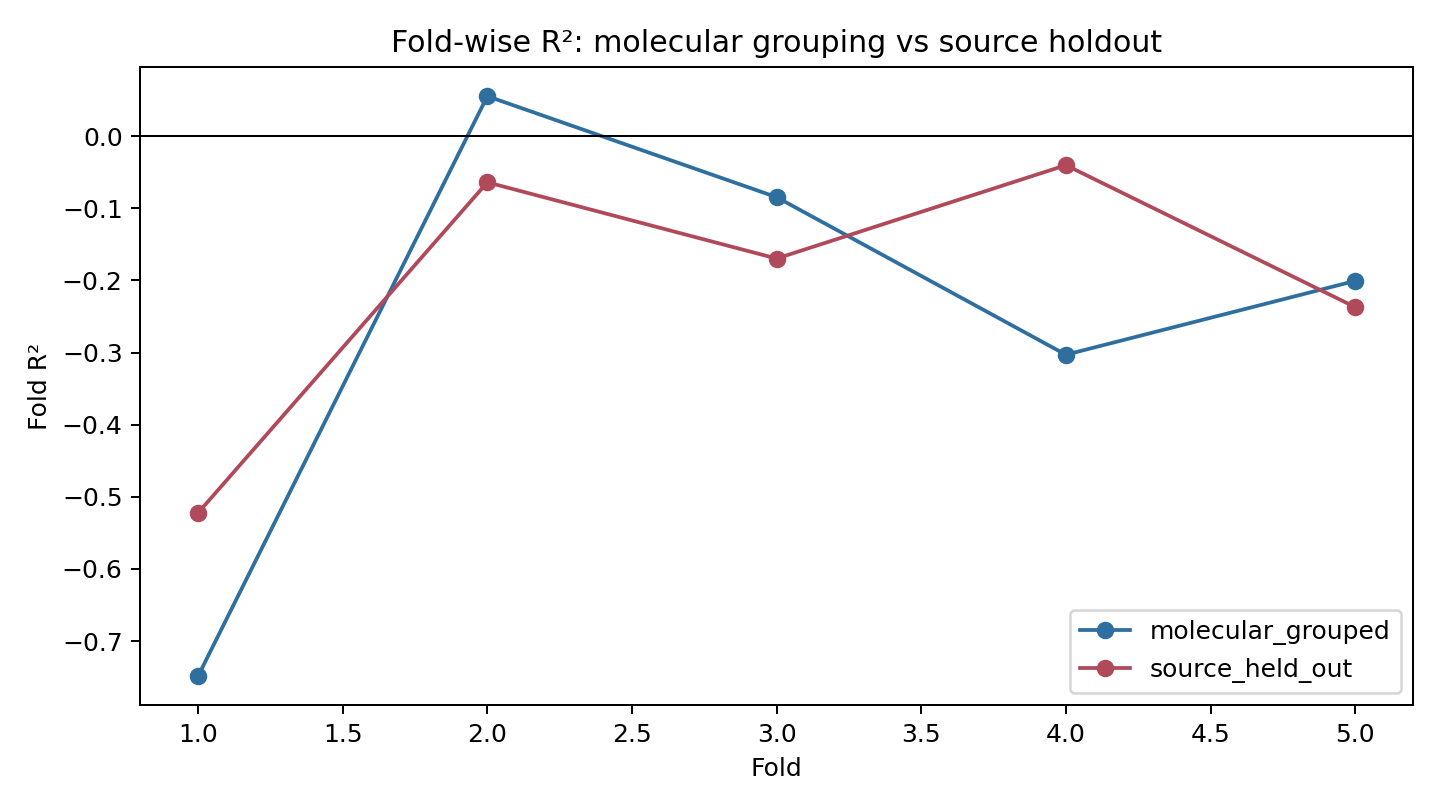 Fold-wise R²: molecular grouping vs source holdout
Fold R²
0.0
−0.1
−0.2
−0.3
−0.4
−0.5
−0.6
−0.7
molecular_grouped
source_held_out
1.0 1.5 2.0 2.5 3.0 3.5 4.0 4.5 5.0
Fold